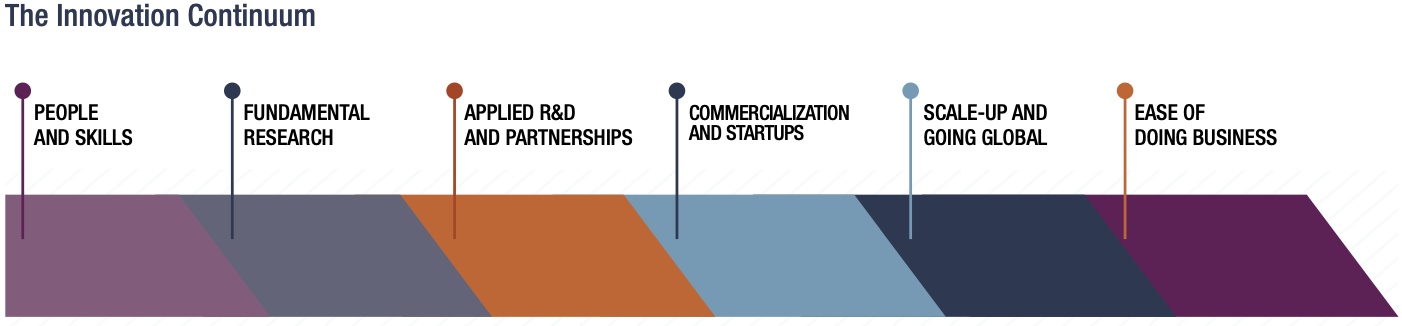 The Innovation Continuum
PEOPLE
AND SKILLS
FUNDAMENTAL
RESEARCH
APPLIED R&D
AND PARTNERSHIPS
COMMERCIALIZATION
AND STARTUPS
SCALE-UP AND
GOING GLOBAL
EASE OF
DOING BUSINESS